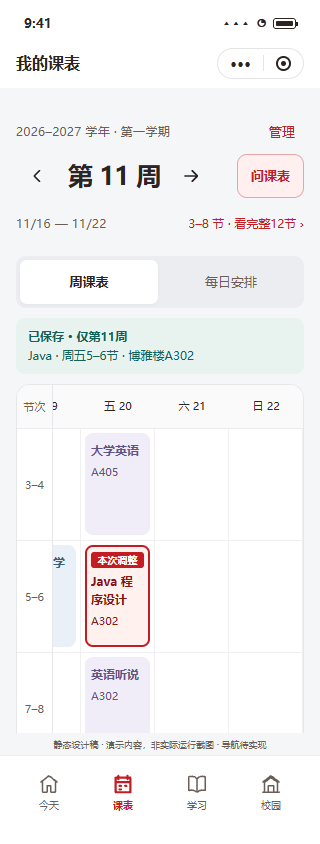 9:41
我的课表
2026–2027 学年 · 第一学期
管理
第 11 周
问课表
11/16 — 11/22
3–8 节 · 看完整12节 ›
周课表
每日安排
已保存 · 仅第11周
Java · 周五5–6节 · 博雅楼A302
节次
9
五 20
六 21
日 22
3–4
大学英语
A405
5–6
学
本次调整
Java 程
序设计
A302
7–8
英语听说
A302
静态设计稿 · 演示内容，非实际运行截图 · 导航待实现
今天
课表
学习
校园